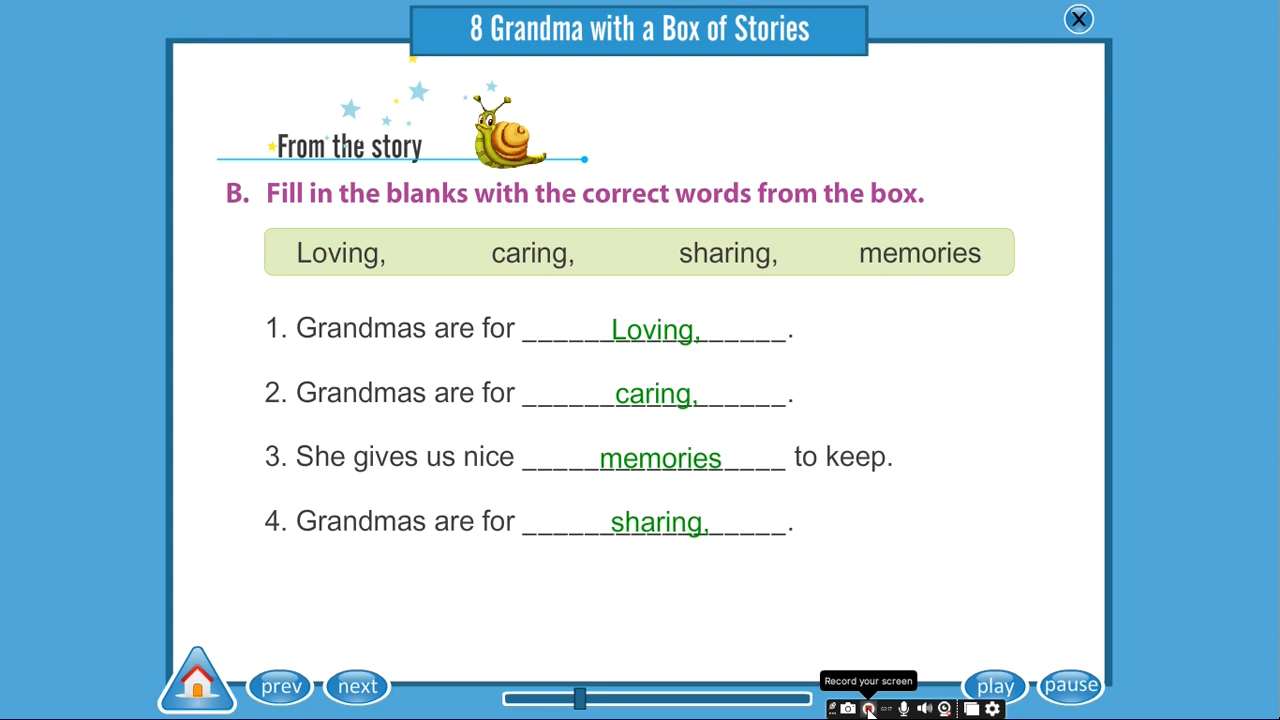 8 Grandma with a Box of Stories
X
From the story
B. Fill in the blanks with the correct words from the box.
Loving, caring, sharing, memories
1. Grandmas are for ______Loving,______.
2. Grandmas are for ______caring,______.
3. She gives us nice _____memories____ to keep.
4. Grandmas are for ______sharing,_____.
Record your screen
prev next play pause